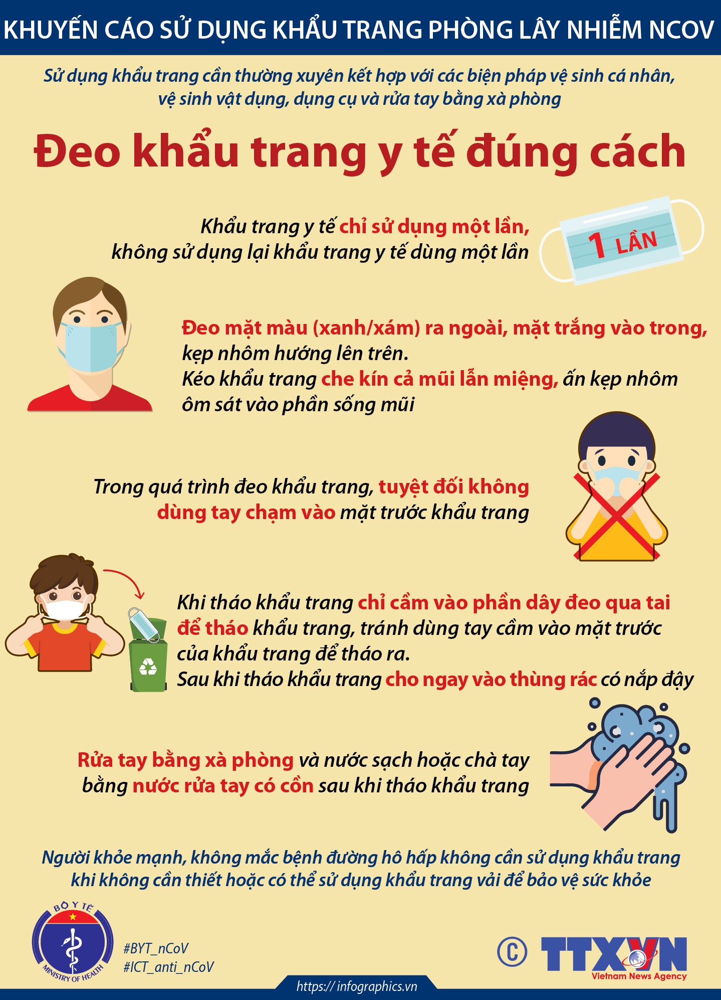 KHUYẾN CÁO SỬ DỤNG KHẨU TRANG PHÒNG LÂY NHIỄM NCOV
Sử dụng khẩu trang cần thường xuyên kết hợp với các biện pháp vệ sinh cá nhân,
vệ sinh vật dụng, dụng cụ và rửa tay bằng xà phòng
Đeo khẩu trang y tế đúng cách
Khẩu trang y tế chỉ sử dụng một lần,
không sử dụng lại khẩu trang y tế dùng một lần
1 LẦN
Đeo mặt màu (xanh/xám) ra ngoài, mặt trắng vào trong,
kẹp nhôm hướng lên trên.
Kéo khẩu trang che kín cả mũi lẫn miệng, ấn kẹp nhôm
ôm sát vào phần sống mũi
Trong quá trình đeo khẩu trang, tuyệt đối không
dùng tay chạm vào mặt trước khẩu trang
Khi tháo khẩu trang chỉ cầm vào phần dây đeo qua tai
để tháo khẩu trang, tránh dùng tay cầm vào mặt trước
của khẩu trang để tháo ra.
Sau khi tháo khẩu trang cho ngay vào thùng rác có nắp đậy
Rửa tay bằng xà phòng và nước sạch hoặc chà tay
bằng nước rửa tay có cồn sau khi tháo khẩu trang
Người khỏe mạnh, không mắc bệnh đường hô hấp không cần sử dụng khẩu trang
khi không cần thiết hoặc có thể sử dụng khẩu trang vải để bảo vệ sức khỏe
BỘ Y TẾ
MINISTRY OF HEALTH
#BYT_nCoV
#ICT_anti_nCoV
© TTXVN
Vietnam News Agency
https:// infographics.vn